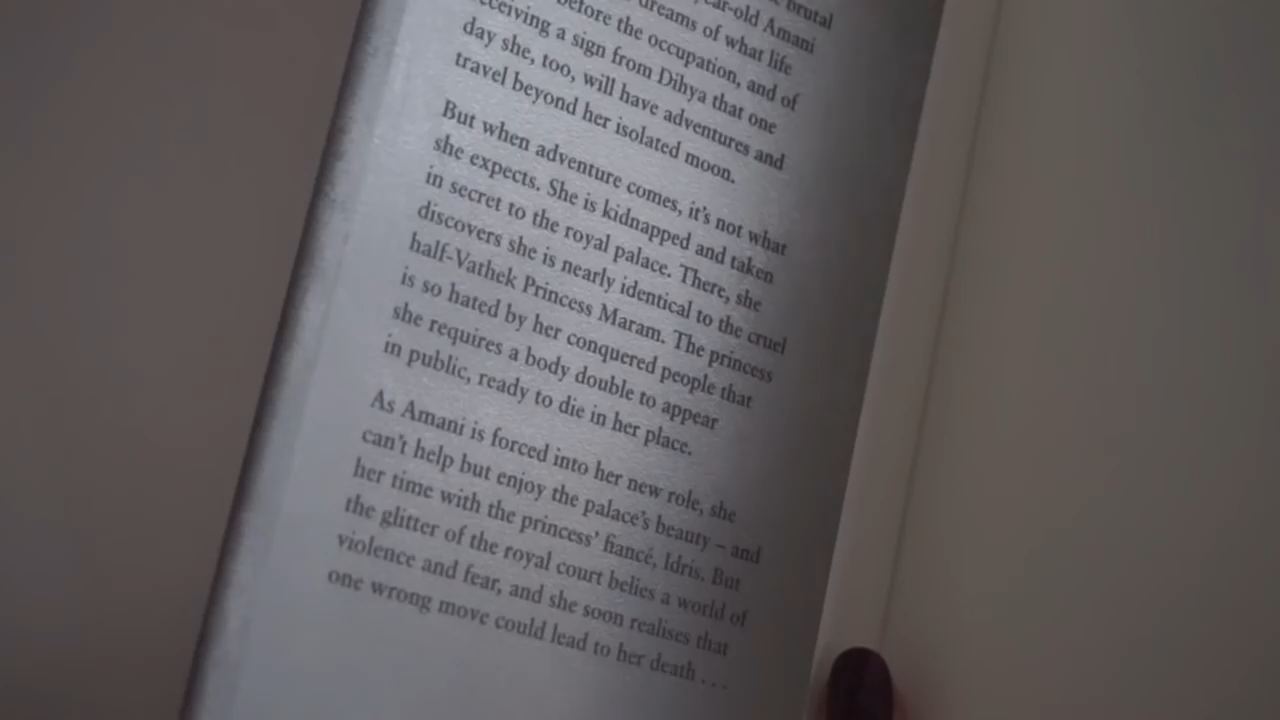 brutal
ear-old Amani
dreams of what life
before the occupation, and of
eceiving a sign from Dihya that one
day she, too, will have adventures and
travel beyond her isolated moon.
But when adventure comes, it's not what
she expects. She is kidnapped and taken
in secret to the royal palace. There, she
discovers she is nearly identical to the cruel
half-Vathek Princess Maram. The princess
is so hated by her conquered people that
she requires a body double to appear
in public, ready to die in her place.
As Amani is forced into her new role, she
can't help but enjoy the palace's beauty – and
her time with the princess' fiancé, Idris. But
the glitter of the royal court belies a world of
violence and fear, and she soon realises that
one wrong move could lead to her death . . .